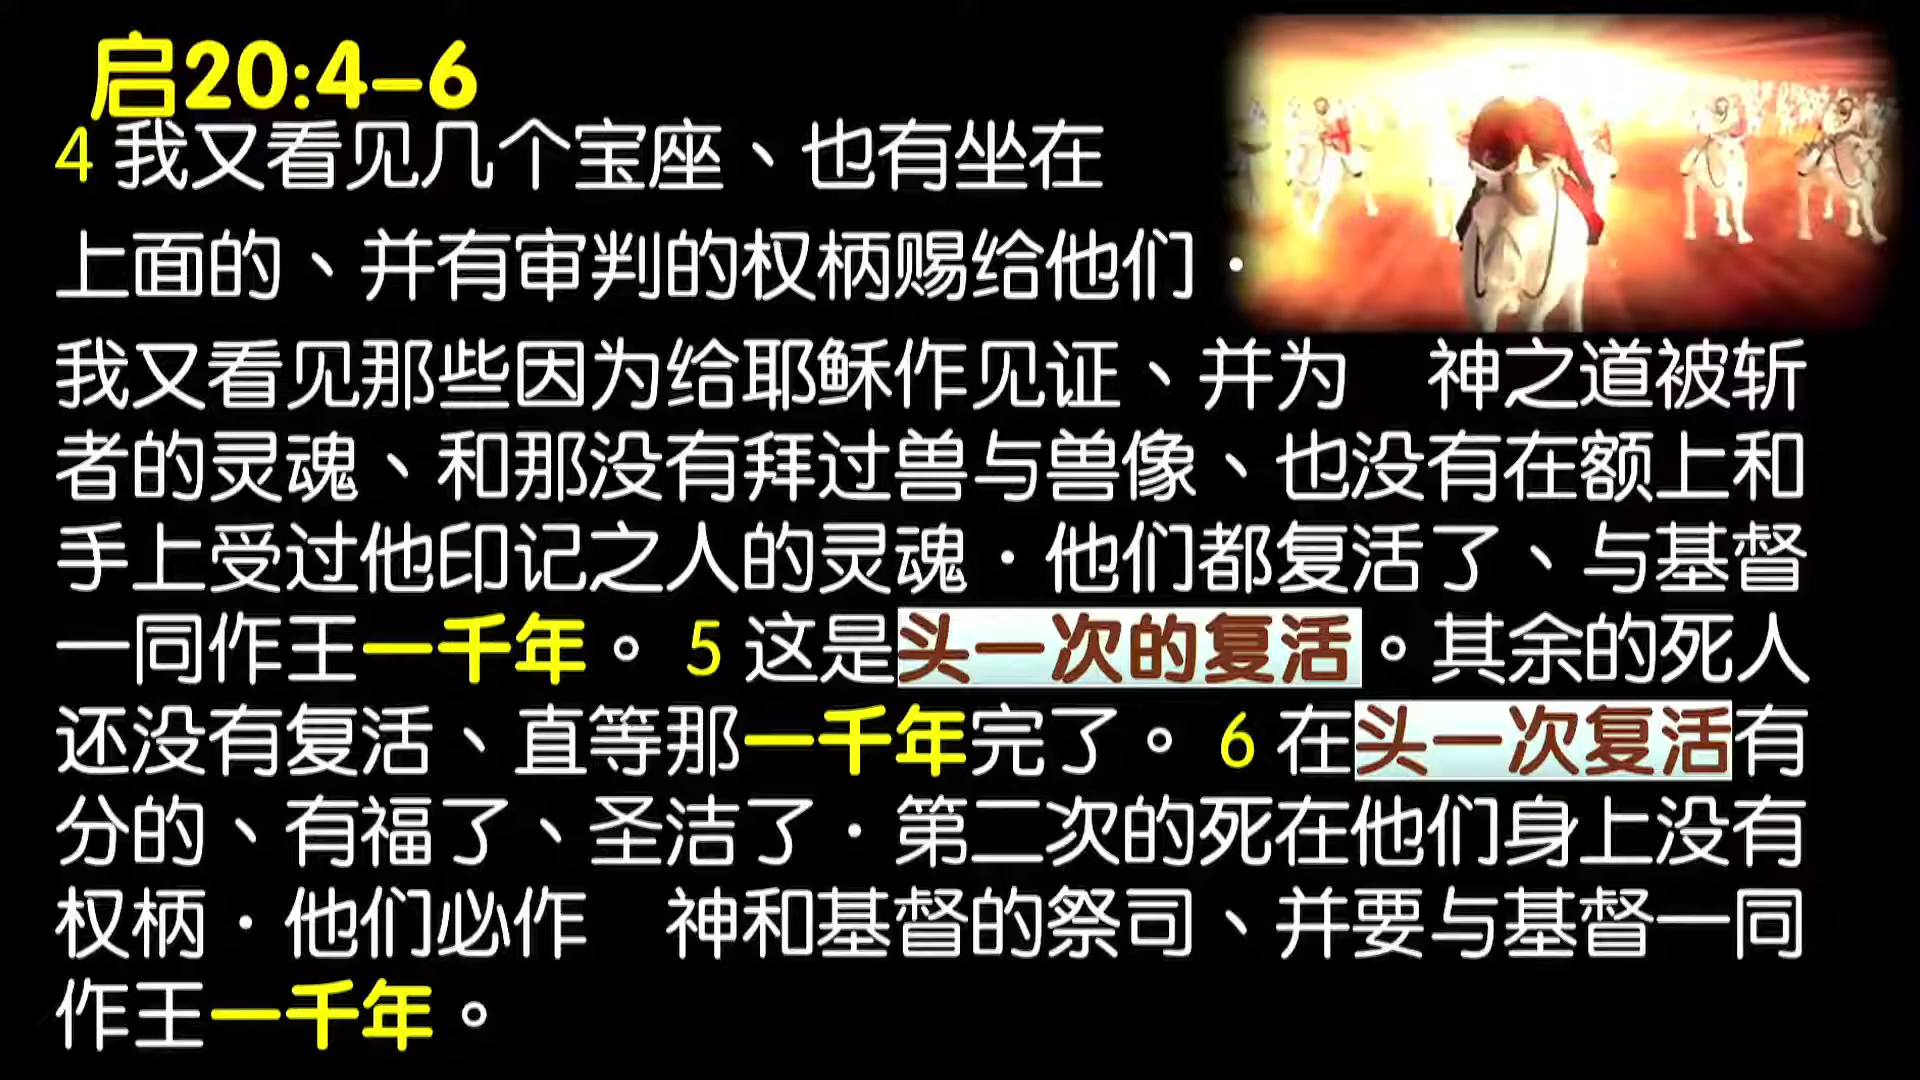 启20:4-6
4 我又看见几个宝座、也有坐在
上面的、并有审判的权柄赐给他们．
我又看见那些因为给耶稣作见证、并为　神之道被斩
者的灵魂、和那没有拜过兽与兽像、也没有在额上和
手上受过他印记之人的灵魂．他们都复活了、与基督
一同作王一千年。 5 这是头一次的复活。其余的死人
还没有复活、直等那一千年完了。 6 在头一次复活有
分的、有福了、圣洁了．第二次的死在他们身上没有
权柄．他们必作　神和基督的祭司、并要与基督一同
作王一千年。